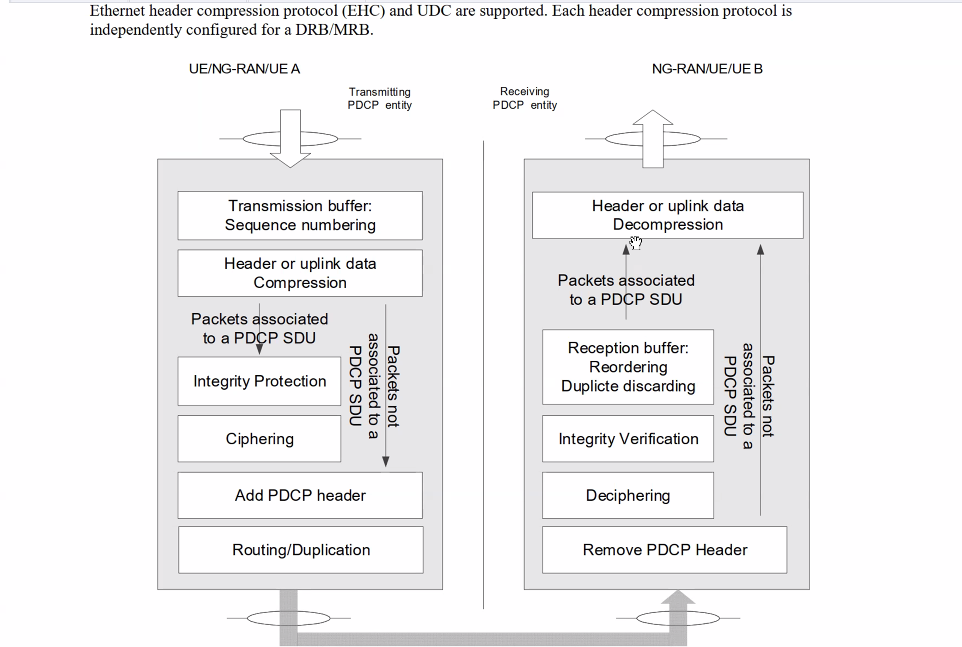 Ethernet header compression protocol (EHC) and UDC are supported. Each header compression protocol is
independently configured for a DRB/MRB.
UE/NG-RAN/UE A
NG-RAN/UE/UE B
Transmitting
PDCP entity
Receiving
PDCP entity
Transmission buffer:
Sequence numbering
Header or uplink data
Compression
Packets associated
to a PDCP SDU
Packets not
associated to a
PDCP SDU
Integrity Protection
Ciphering
Add PDCP header
Routing/Duplication
Header or uplink data
Decompression
Packets associated
to a PDCP SDU
Reception buffer:
Reordering
Duplicte discarding
Packets not
associated to a
PDCP SDU
Integrity Verification
Deciphering
Remove PDCP Header